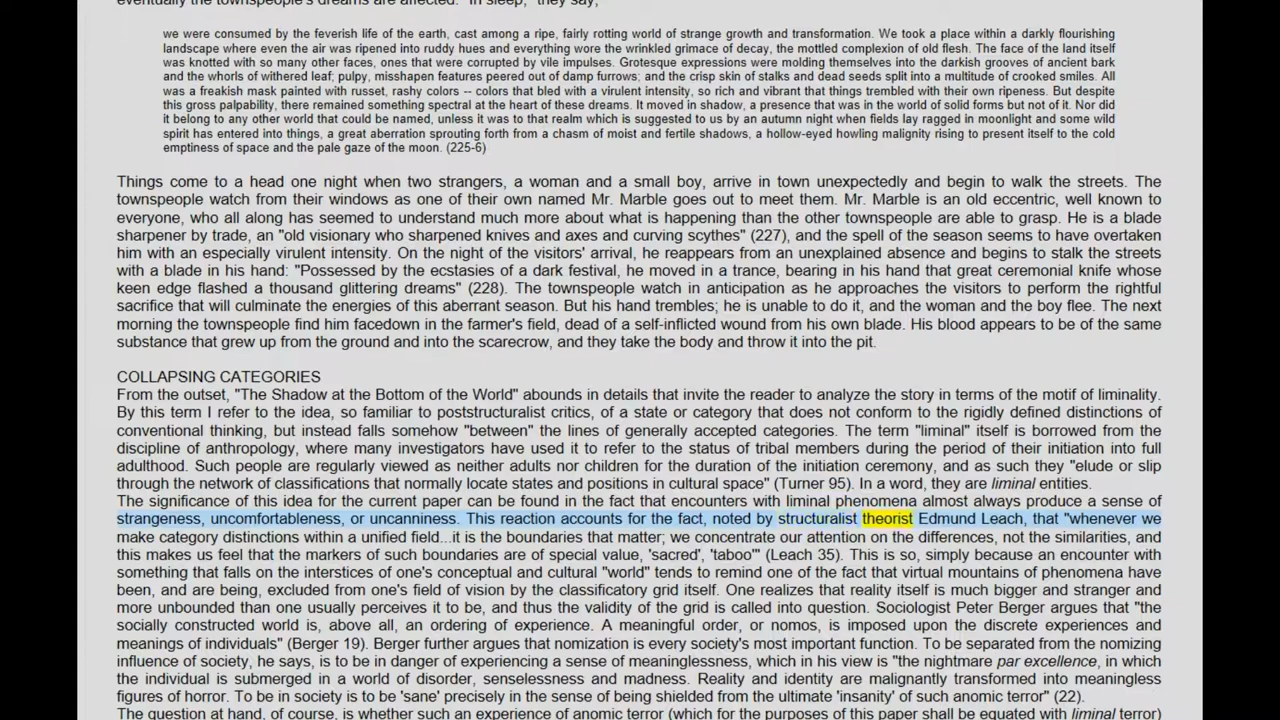 eventually the townspeople's dreams are affected. "In sleep," they say,
we were consumed by the feverish life of the earth, cast among a ripe, fairly rotting world of strange growth and transformation. We took a place within a darkly flourishing
landscape where even the air was ripened into ruddy hues and everything wore the wrinkled grimace of decay, the mottled complexion of old flesh. The face of the land itself
was knotted with so many other faces, ones that were corrupted by vile impulses. Grotesque expressions were molding themselves into the darkish grooves of ancient bark
and the whorls of withered leaf; pulpy, misshapen features peered out of damp furrows; and the crisp skin of stalks and dead seeds split into a multitude of crooked smiles. All
was a freakish mask painted with russet, rashy colors -- colors that bled with a virulent intensity, so rich and vibrant that things trembled with their own ripeness. But despite
this gross palpability, there remained something spectral at the heart of these dreams. It moved in shadow, a presence that was in the world of solid forms but not of it. Nor did
it belong to any other world that could be named, unless it was to that realm which is suggested to us by an autumn night when fields lay ragged in moonlight and some wild
spirit has entered into things, a great aberration sprouting forth from a chasm of moist and fertile shadows, a hollow-eyed howling malignity rising to present itself to the cold
emptiness of space and the pale gaze of the moon. (225-6)
Things come to a head one night when two strangers, a woman and a small boy, arrive in town unexpectedly and begin to walk the streets. The
townspeople watch from their windows as one of their own named Mr. Marble goes out to meet them. Mr. Marble is an old eccentric, well known to
everyone, who all along has seemed to understand much more about what is happening than the other townspeople are able to grasp. He is a blade
sharpener by trade, an "old visionary who sharpened knives and axes and curving scythes" (227), and the spell of the season seems to have overtaken
him with an especially virulent intensity. On the night of the visitors' arrival, he reappears from an unexplained absence and begins to stalk the streets
with a blade in his hand: "Possessed by the ecstasies of a dark festival, he moved in a trance, bearing in his hand that great ceremonial knife whose
keen edge flashed a thousand glittering dreams" (228). The townspeople watch in anticipation as he approaches the visitors to perform the rightful
sacrifice that will culminate the energies of this aberrant season. But his hand trembles; he is unable to do it, and the woman and the boy flee. The next
morning the townspeople find him facedown in the farmer's field, dead of a self-inflicted wound from his own blade. His blood appears to be of the same
substance that grew up from the ground and into the scarecrow, and they take the body and throw it into the pit.
COLLAPSING CATEGORIES
From the outset, "The Shadow at the Bottom of the World" abounds in details that invite the reader to analyze the story in terms of the motif of liminality.
By this term I refer to the idea, so familiar to poststructuralist critics, of a state or category that does not conform to the rigidly defined distinctions of
conventional thinking, but instead falls somehow "between" the lines of generally accepted categories. The term "liminal" itself is borrowed from the
discipline of anthropology, where many investigators have used it to refer to the status of tribal members during the period of their initiation into full
adulthood. Such people are regularly viewed as neither adults nor children for the duration of the initiation ceremony, and as such they "elude or slip
through the network of classifications that normally locate states and positions in cultural space" (Turner 95). In a word, they are liminal entities.
The significance of this idea for the current paper can be found in the fact that encounters with liminal phenomena almost always produce a sense of
strangeness, uncomfortableness, or uncanniness. This reaction accounts for the fact, noted by structuralist theorist Edmund Leach, that "whenever we
make category distinctions within a unified field...it is the boundaries that matter; we concentrate our attention on the differences, not the similarities, and
this makes us feel that the markers of such boundaries are of special value, 'sacred', 'taboo'" (Leach 35). This is so, simply because an encounter with
something that falls on the interstices of one's conceptual and cultural "world" tends to remind one of the fact that virtual mountains of phenomena have
been, and are being, excluded from one's field of vision by the classificatory grid itself. One realizes that reality itself is much bigger and stranger and
more unbounded than one usually perceives it to be, and thus the validity of the grid is called into question. Sociologist Peter Berger argues that "the
socially constructed world is, above all, an ordering of experience. A meaningful order, or nomos, is imposed upon the discrete experiences and
meanings of individuals" (Berger 19). Berger further argues that nomization is every society's most important function. To be separated from the nomizing
influence of society, he says, is to be in danger of experiencing a sense of meaninglessness, which in his view is "the nightmare par excellence, in which
the individual is submerged in a world of disorder, senselessness and madness. Reality and identity are malignantly transformed into meaningless
figures of horror. To be in society is to be 'sane' precisely in the sense of being shielded from the ultimate 'insanity' of such anomic terror" (22).
The question at hand, of course, is whether such an experience of anomic terror (which for the purposes of this paper shall be equated with liminal terror)